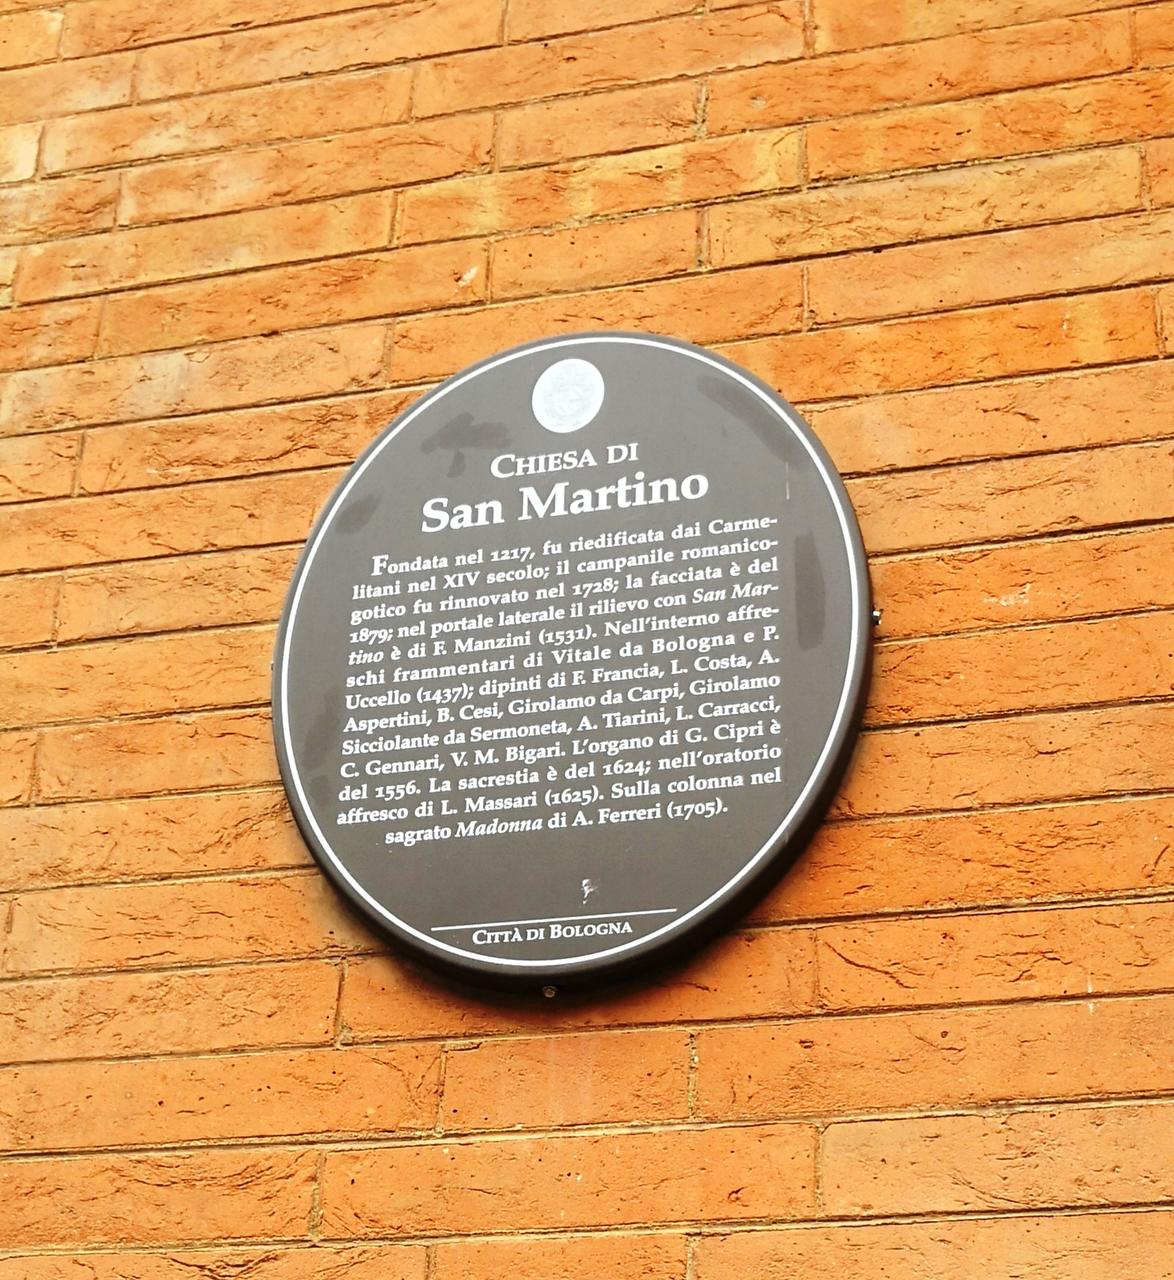 CHIESA DI
San Martino
Fondata nel 1217, fu riedificata dai Carme-
litani nel XIV secolo; il campanile romanico-
gotico fu rinnovato nel 1728; la facciata è del
1879; nel portale laterale il rilievo con San Mar-
tino è di F. Manzini (1531). Nell'interno affre-
schi frammentari di Vitale da Bologna e P.
Uccello (1437); dipinti di F. Francia, L. Costa, A.
Aspertini, B. Cesi, Girolamo da Carpi, Girolamo
Sicciolante da Sermoneta, A. Tiarini, L. Carracci,
C. Gennari, V. M. Bigari. L'organo di G. Cipri è
del 1556. La sacrestia è del 1624; nell'oratorio
affresco di L. Massari (1625). Sulla colonna nel
sagrato Madonna di A. Ferreri (1705).
CITTÀ DI BOLOGNA